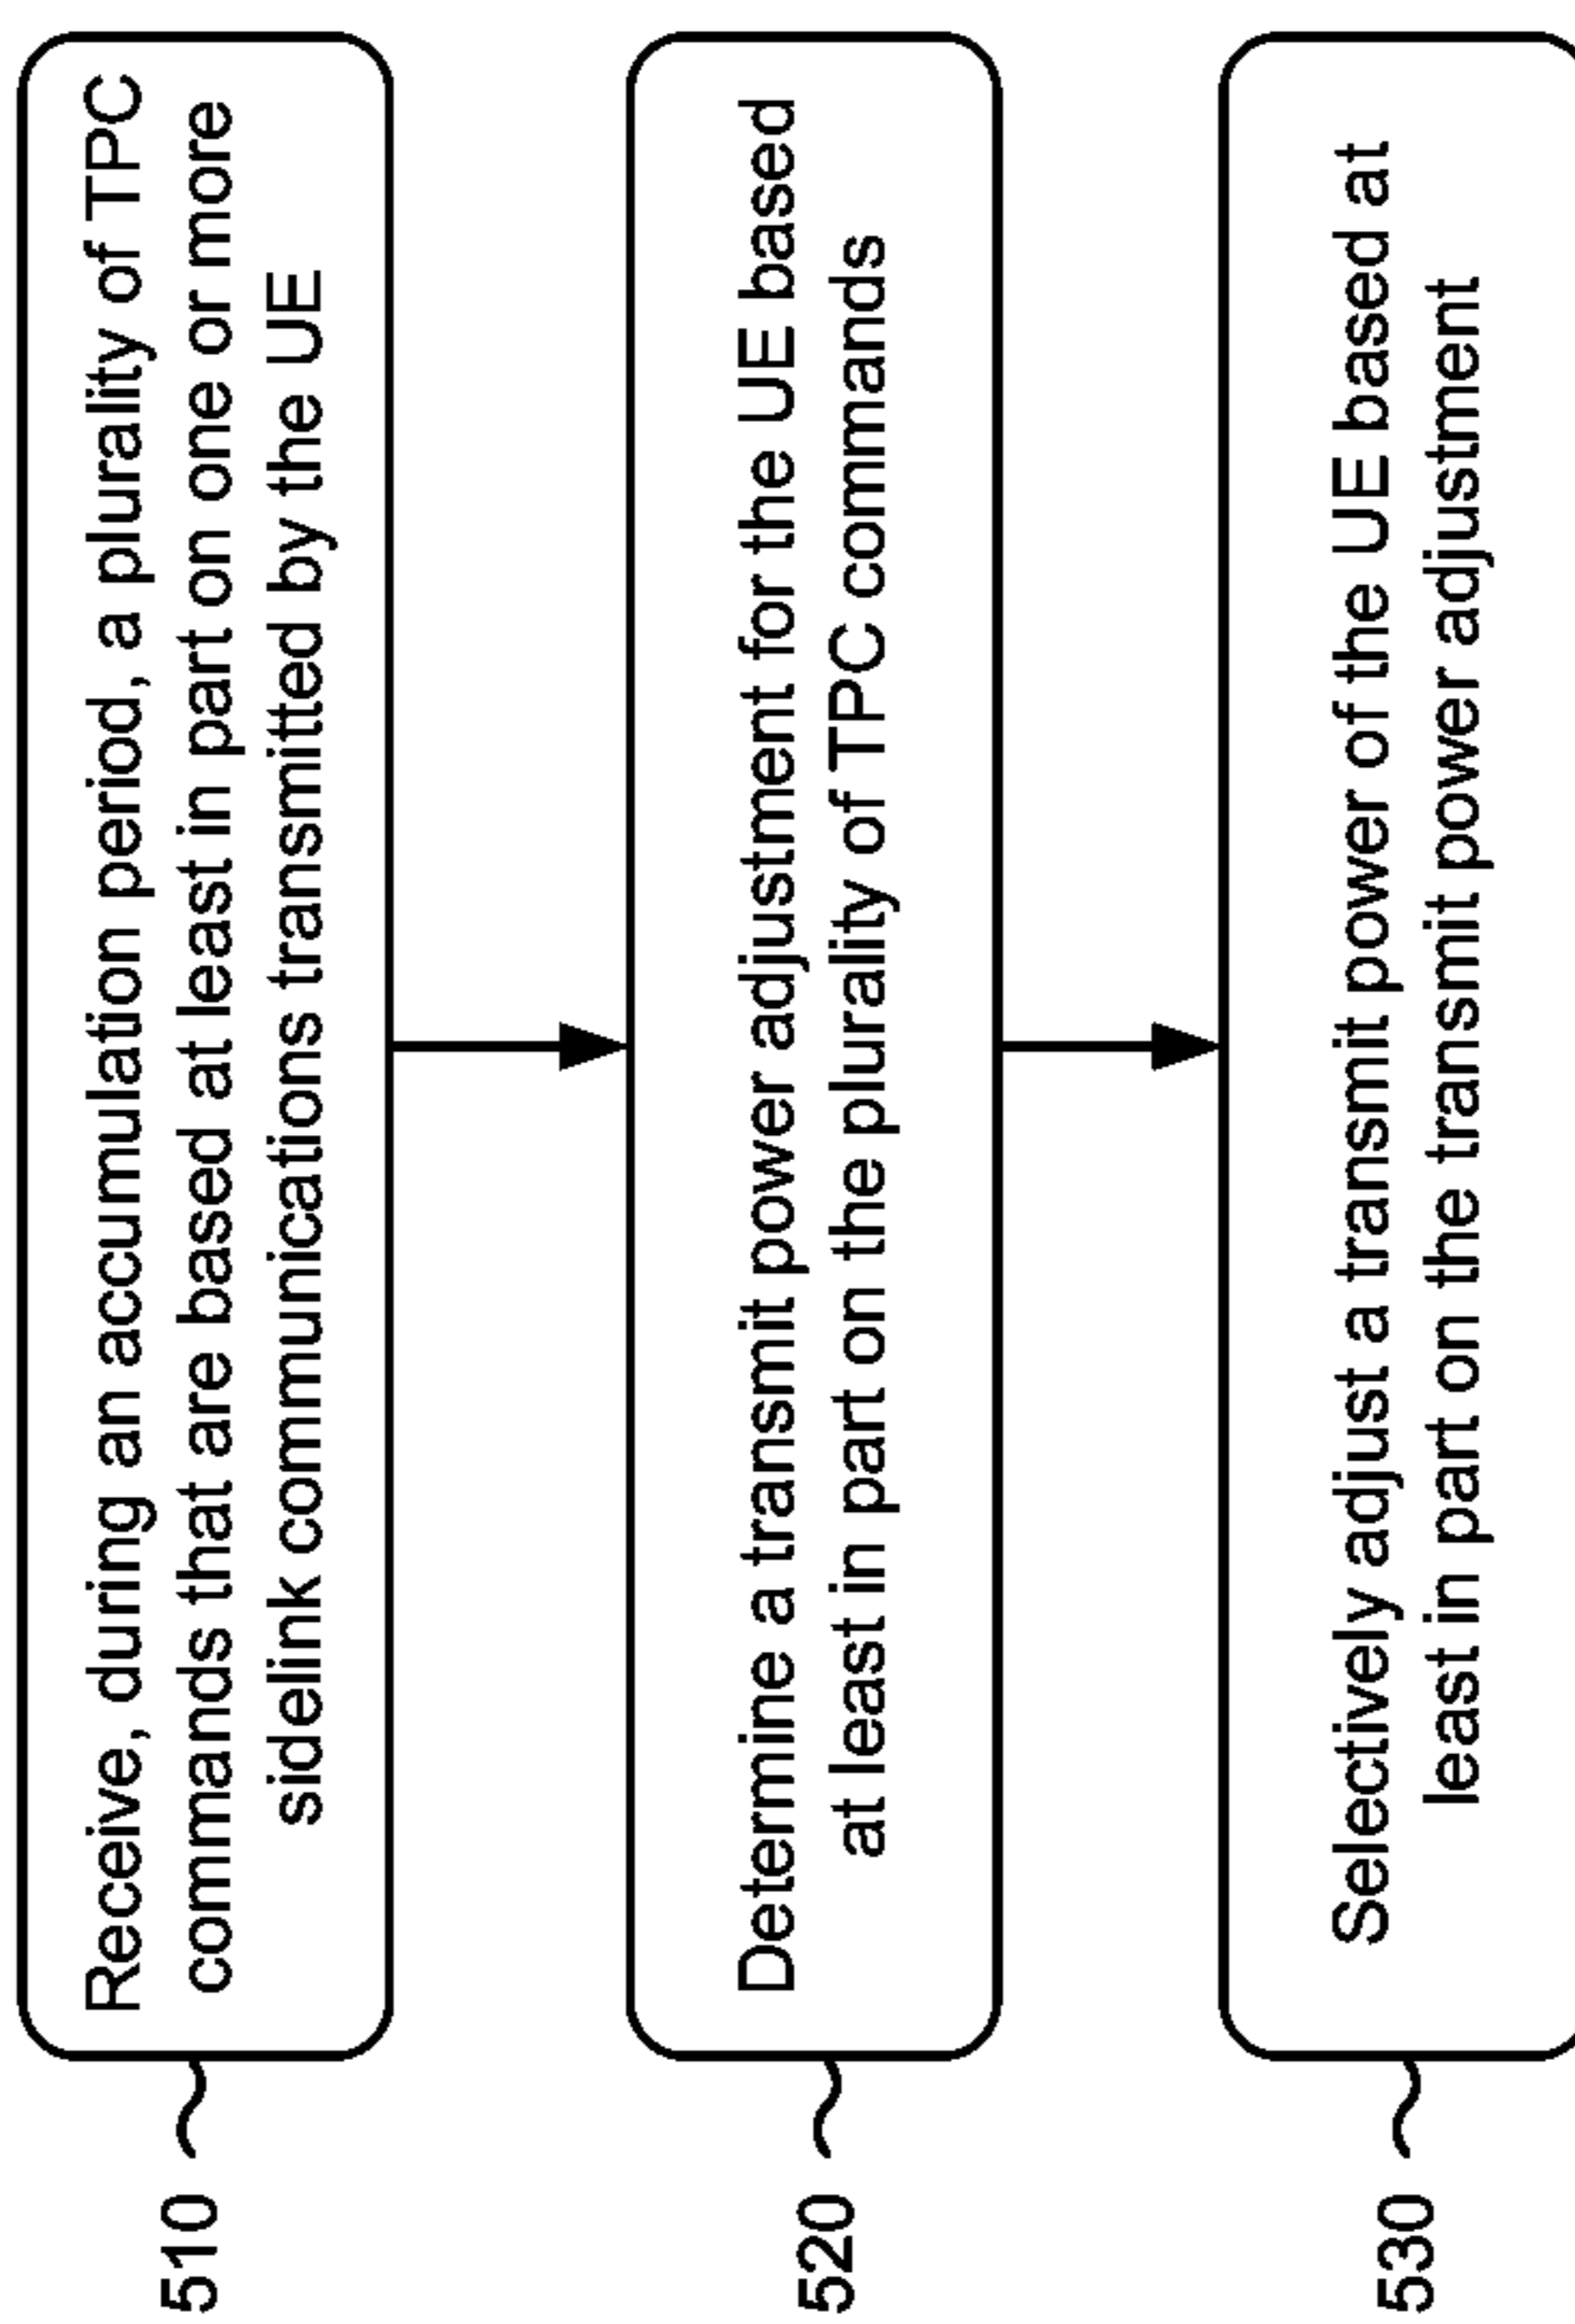 510
Receive, during an accumulation period, a plurality of TPC
commands that are based at least in part on one or more
sidelink communications transmitted by the UE
520
Determine a transmit power adjustment for the UE based
at least in part on the plurality of TPC commands
530
Selectively adjust a transmit power of the UE based at
least in part on the transmit power adjustment